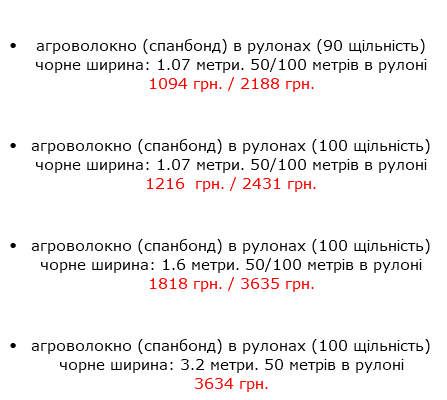 • агроволокно (спанбонд) в рулонах (90 щільність)
чорне ширина: 1.07 метри. 50/100 метрів в рулоні
1094 грн. / 2188 грн.
• агроволокно (спанбонд) в рулонах (100 щільність)
чорне ширина: 1.07 метри. 50/100 метрів в рулоні
1216 грн. / 2431 грн.
• агроволокно (спанбонд) в рулонах (100 щільність)
чорне ширина: 1.6 метри. 50/100 метрів в рулоні
1818 грн. / 3635 грн.
• агроволокно (спанбонд) в рулонах (100 щільність)
чорне ширина: 3.2 метри. 50 метрів в рулоні
3634 грн.